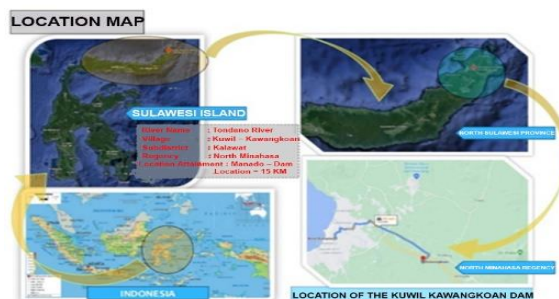 LOCATION MAP
SULAWESI ISLAND
River Name : Tondano River
Village : Kuwil – Kawangkoan
Subdistrict : Kalawat
Regency : North Minahasa
Location Attainment : Manado – Dam
Location ~ 15 KM
NORTH SULAWESI PROVINCE
INDONESIA
NORTH MINAHASA REGENCY
LOCATION OF THE KUWIL KAWANGKOAN DAM